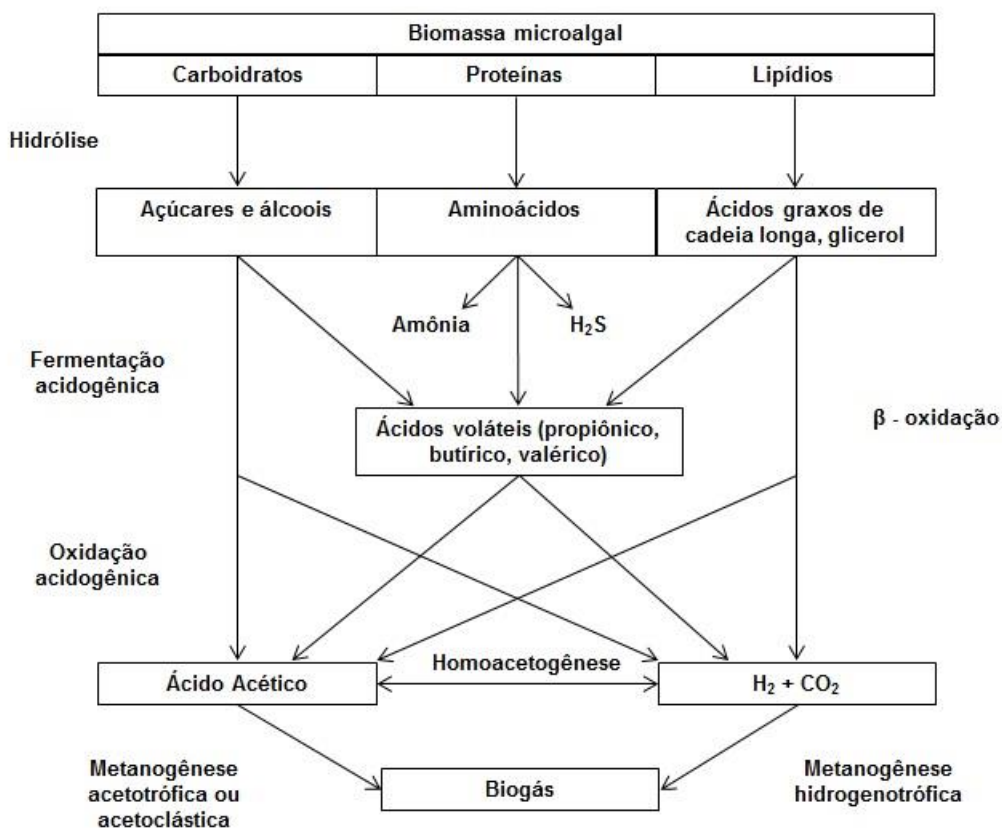 Biomassa microalgal
Carboidratos
Proteínas
Lipídios
Hidrólise
Açúcares e álcoois
Aminoácidos
Ácidos graxos de
cadeia longa, glicerol
Amônia
H₂S
Fermentação
acidogênica
Ácidos voláteis (propiônico,
butírico, valérico)
β - oxidação
Oxidação
acidogênica
Homoacetogênese
Ácido Acético
H₂ + CO₂
Metanogênese
acetotrófica ou
acetoclástica
Biogás
Metanogênese
hidrogenotrófica